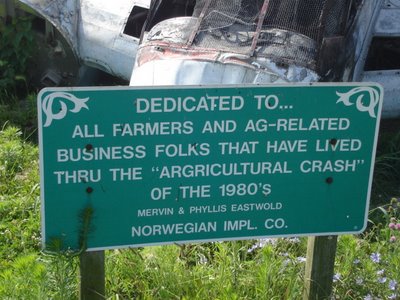 DEDICATED TO...
ALL FARMERS AND AG-RELATED
BUSINESS FOLKS THAT HAVE LIVED
THRU THE "ARGRICULTURAL CRASH"
OF THE 1980's
MERVIN & PHYLLIS EASTWOLD
NORWEGIAN IMPL. CO.